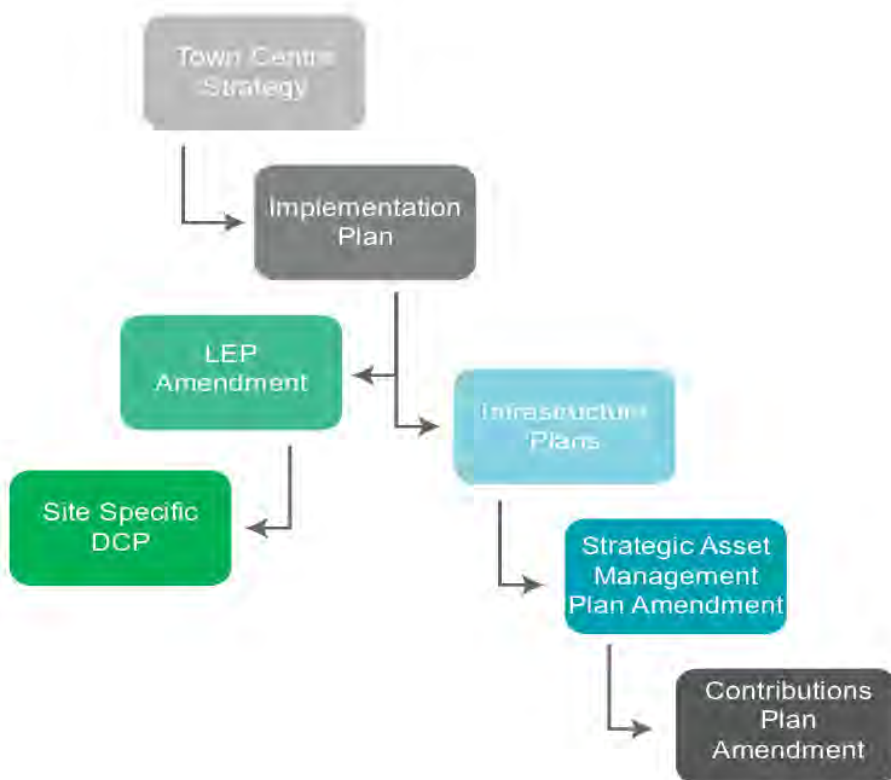 Town Centre
Strategy
Implementation
Plan
LEP
Amendment
Infrastructure
Plans
Site Specific
DCP
Strategic Asset
Management
Plan Amendment
Contributions
Plan
Amendment